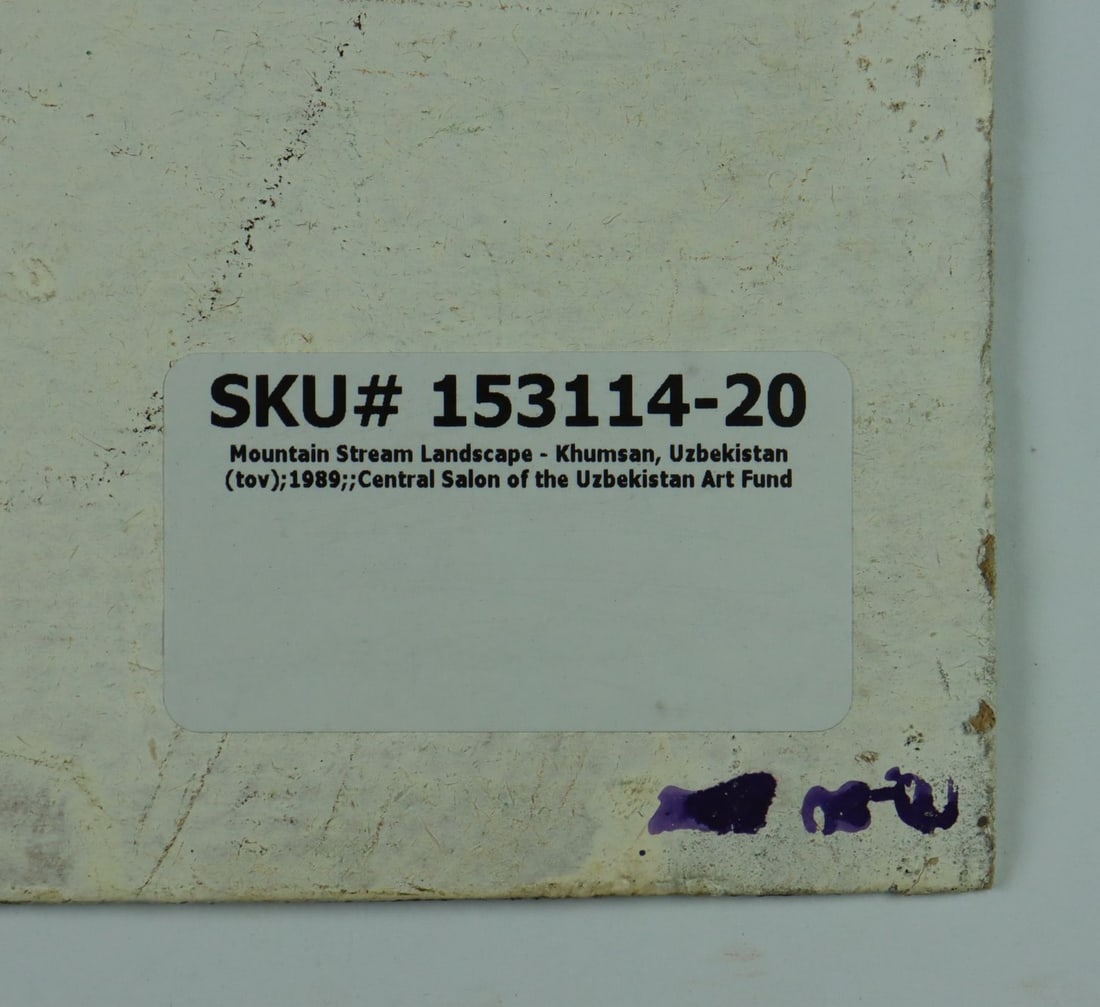 SKU# 153114-20
Mountain Stream Landscape - Khumsan, Uzbekistan
(tov);1989;;Central Salon of the Uzbekistan Art Fund